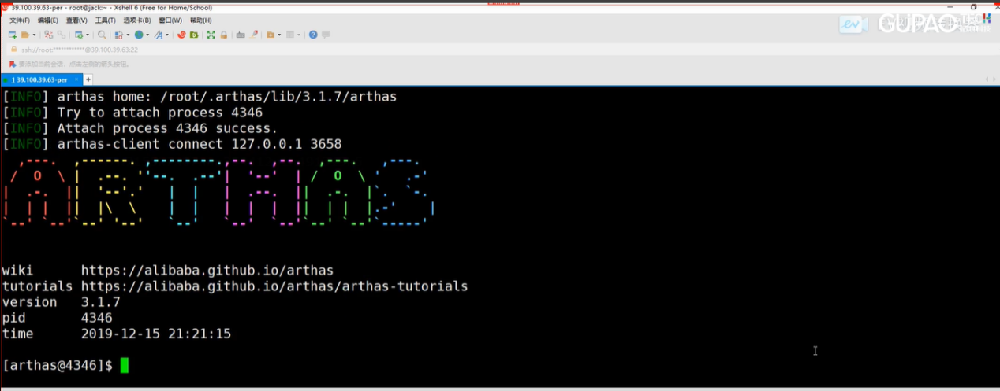 39.100.39.63-per - root@jack:~ - Xshell 6 (Free for Home/School)
文件(F) 编辑(E) 查看(V) 工具(T) 选项卡(B) 窗口(W) 帮助(H)
GUPAO
ssh://root:************@39.100.39.63:22
要添加当前会话，点击左侧的箭头按钮。
1 39.100.39.63-per
[INFO] arthas home: /root/.arthas/lib/3.1.7/arthas
[INFO] Try to attach process 4346
[INFO] Attach process 4346 success.
[INFO] arthas-client connect 127.0.0.1 3658
ARTHAS
wiki https://alibaba.github.io/arthas
tutorials https://alibaba.github.io/arthas/arthas-tutorials
version 3.1.7
pid 4346
time 2019-12-15 21:21:15
[arthas@4346]$